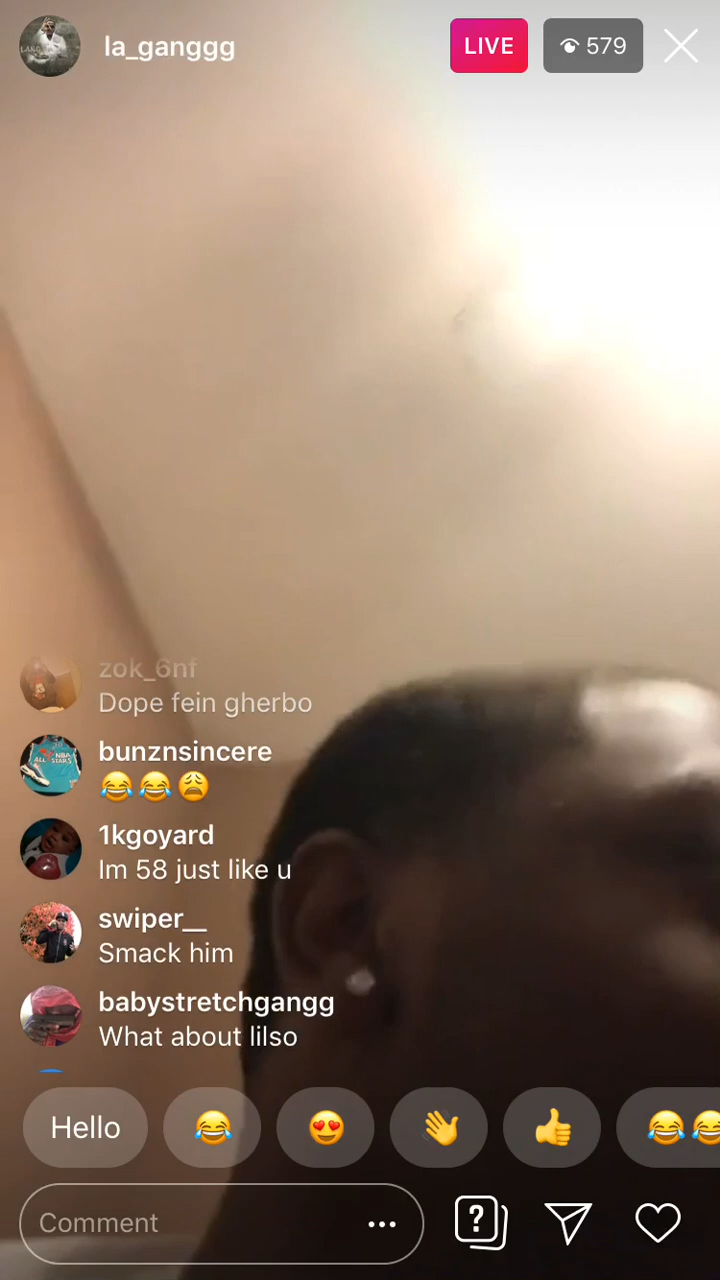 la_ganggg
LIVE
579
zok_6nf
Dope fein gherbo
bunznsincere
😂😂😩
1kgoyard
Im 58 just like u
swiper__
Smack him
babystretchgangg
What about lilso
Hello
😂 😍 👋 👍 😂😂
Comment